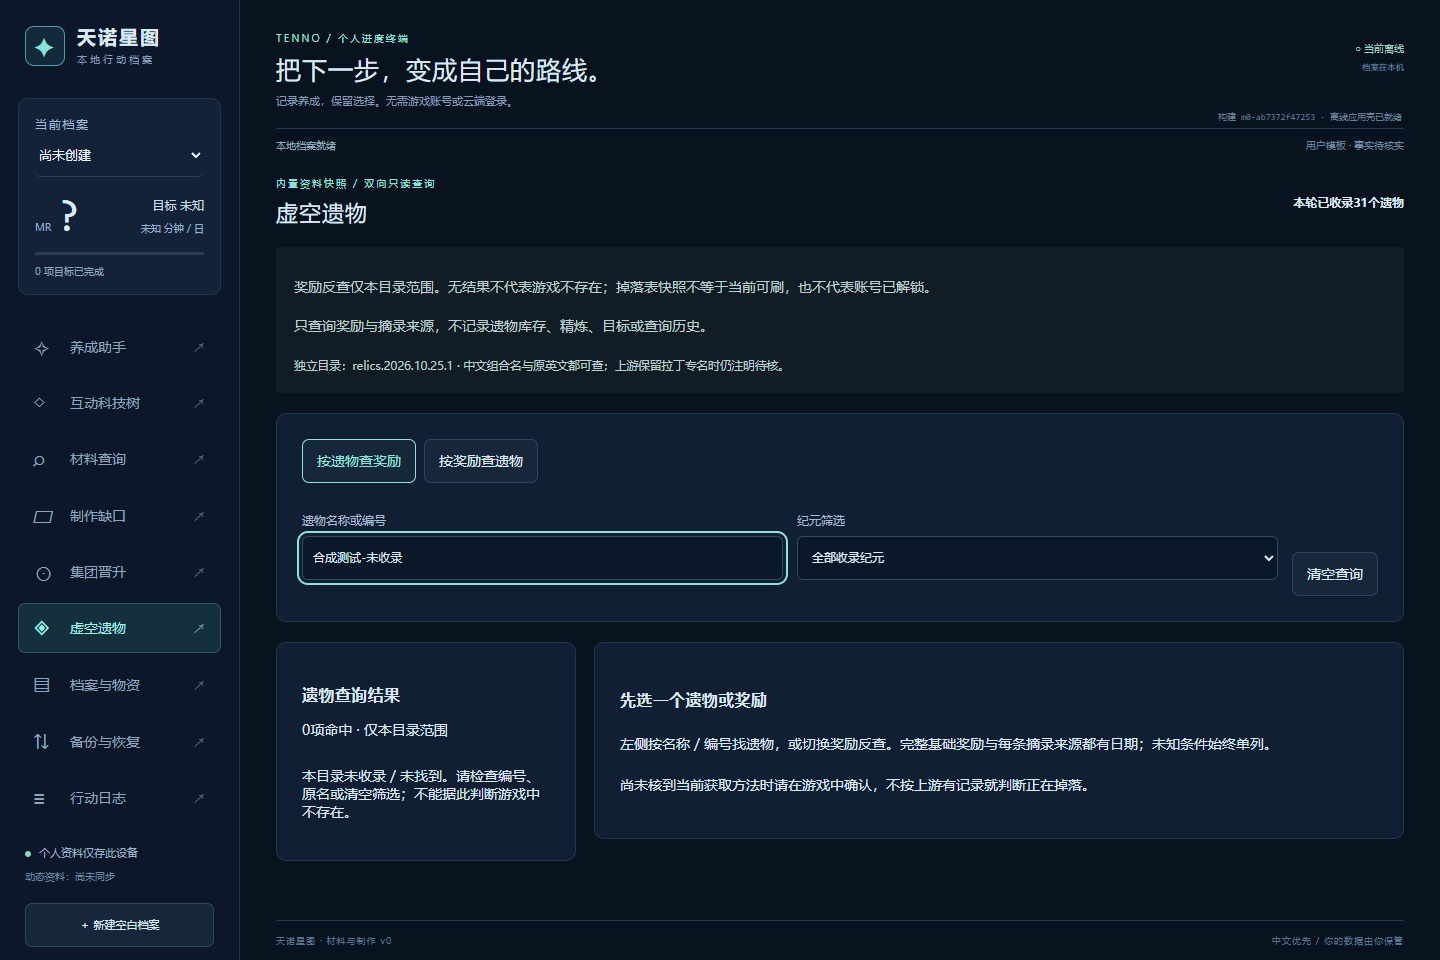 天诺星图
本地行动档案
当前档案
尚未创建
MR
?
目标 未知
未知 分钟 / 日
0 项目标已完成
养成助手
互动科技树
材料查询
制作缺口
集团晋升
虚空遗物
档案与物资
备份与恢复
行动日志
个人资料仅存此设备
动态资料：尚未同步
+ 新建空白档案
TENNO / 个人进度终端
把下一步，变成自己的路线。
记录养成，保留选择。无需游戏账号或云端登录。
当前离线
档案在本机
构建 m0-ab7372f47253 · 离线应用壳已就绪
本地档案就绪
用户模板 · 事实待核实
内置资料快照 / 双向只读查询
虚空遗物
本轮已收录31个遗物
奖励反查仅本目录范围。无结果不代表游戏不存在；掉落表快照不等于当前可刷，也不代表账号已解锁。
只查询奖励与摘录来源，不记录遗物库存、精炼、目标或查询历史。
独立目录：relics.2026.10.25.1 · 中文组合名与原英文都可查；上游保留拉丁专名时仍注明待核。
按遗物查奖励
按奖励查遗物
遗物名称或编号
纪元筛选
合成测试-未收录
全部收录纪元
清空查询
遗物查询结果
0项命中 · 仅本目录范围
本目录未收录 / 未找到。请检查编号、
原名或清空筛选；不能据此判断游戏中
不存在。
先选一个遗物或奖励
左侧按名称 / 编号找遗物，或切换奖励反查。完整基础奖励与每条摘录来源都有日期；未知条件始终单列。
尚未核到当前获取方法时请在游戏中确认，不按上游有记录就判断正在掉落。
天诺星图 · 材料与制作 v0
中文优先 / 你的数据由你保管